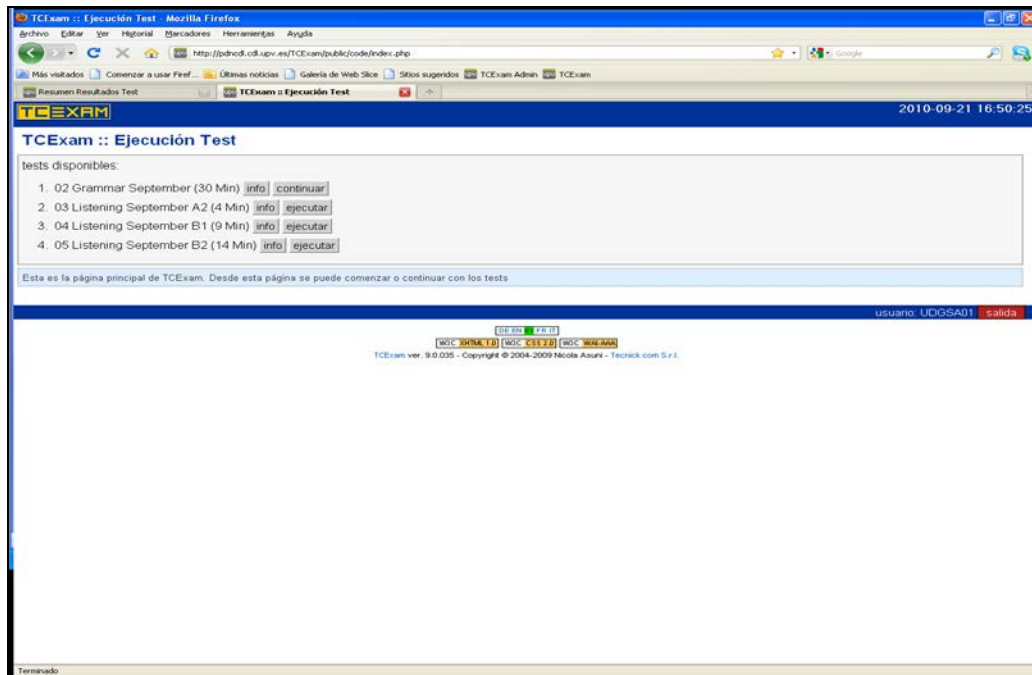 TCExam :: Ejecución Test - Mozilla Firefox
Archivo Editar Ver Historial Marcadores Herramientas Ayuda
http://pdncdl.cdl.upv.es/TCExam/public/code/index.php Google
Más visitados Comenzar a usar Firef... Últimas noticias Galería de Web Slice Sitios sugeridos TCExam Admin TCExam
Resumen Resultados Test TCExam :: Ejecución Test
TCEXAM 2010-09-21 16:50:25
TCExam :: Ejecución Test
tests disponibles:
1. 02 Grammar September (30 Min) info continuar
2. 03 Listening September A2 (4 Min) info ejecutar
3. 04 Listening September B1 (9 Min) info ejecutar
4. 05 Listening September B2 (14 Min) info ejecutar
Esta es la página principal de TCExam. Desde esta página se puede comenzar o continuar con los tests
usuario: UDGSA01 salida
DE EN ES FR IT
W3C XHTML 1.0 W3C CSS 2.0 W3C WAI-AAA
TCExam ver. 9.0.035 - Copyright © 2004-2009 Nicola Asuni - Tecnick.com S.r.l.
Terminado